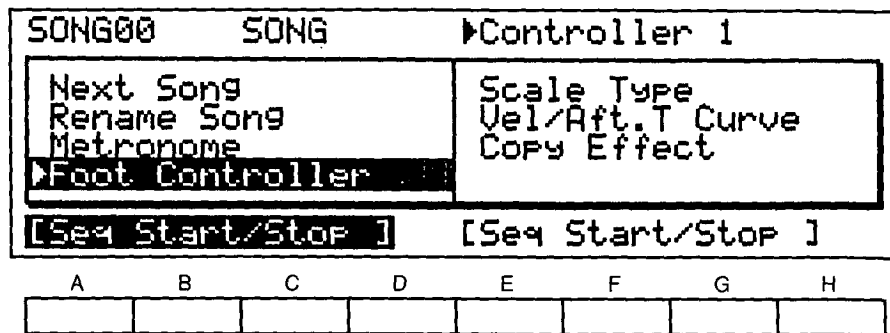 SONG00 SONG ▶Controller 1
Next Song
Rename Song
Metronome
▶Foot Controller
Scale Type
Vel/Aft.T Curve
Copy Effect
[Seq Start/Stop ] [Seq Start/Stop ]
A B C D E F G H